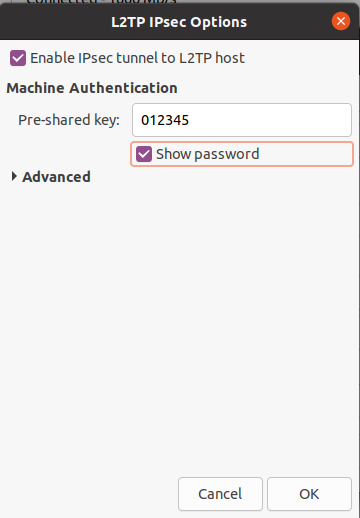 L2TP IPsec Options
Enable IPsec tunnel to L2TP host
Machine Authentication
Pre-shared key: 012345
Show password
Advanced
Cancel OK